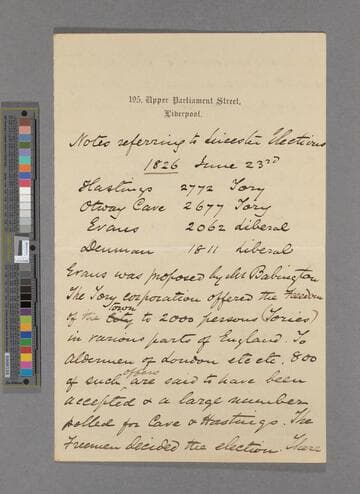 195, Upper Parliament Street,
Liverpool.
Notes referring to Leicester Elections
1826 June 23rd
Hastings 2772 Tory
Otway Cave 2677 Tory
Evans 2062 Liberal
Denman 1811 Liberal
Evans was proposed by Mr Babington
The Tory corporation offered the freedom
of the City town to 2000 persons (Tories)
in various parts of England. To
Aldermen of London etc etc. 800
of such offers are said to have been
accepted & a large number
polled for Cave & Hastings. The
Freemen decided the election. There